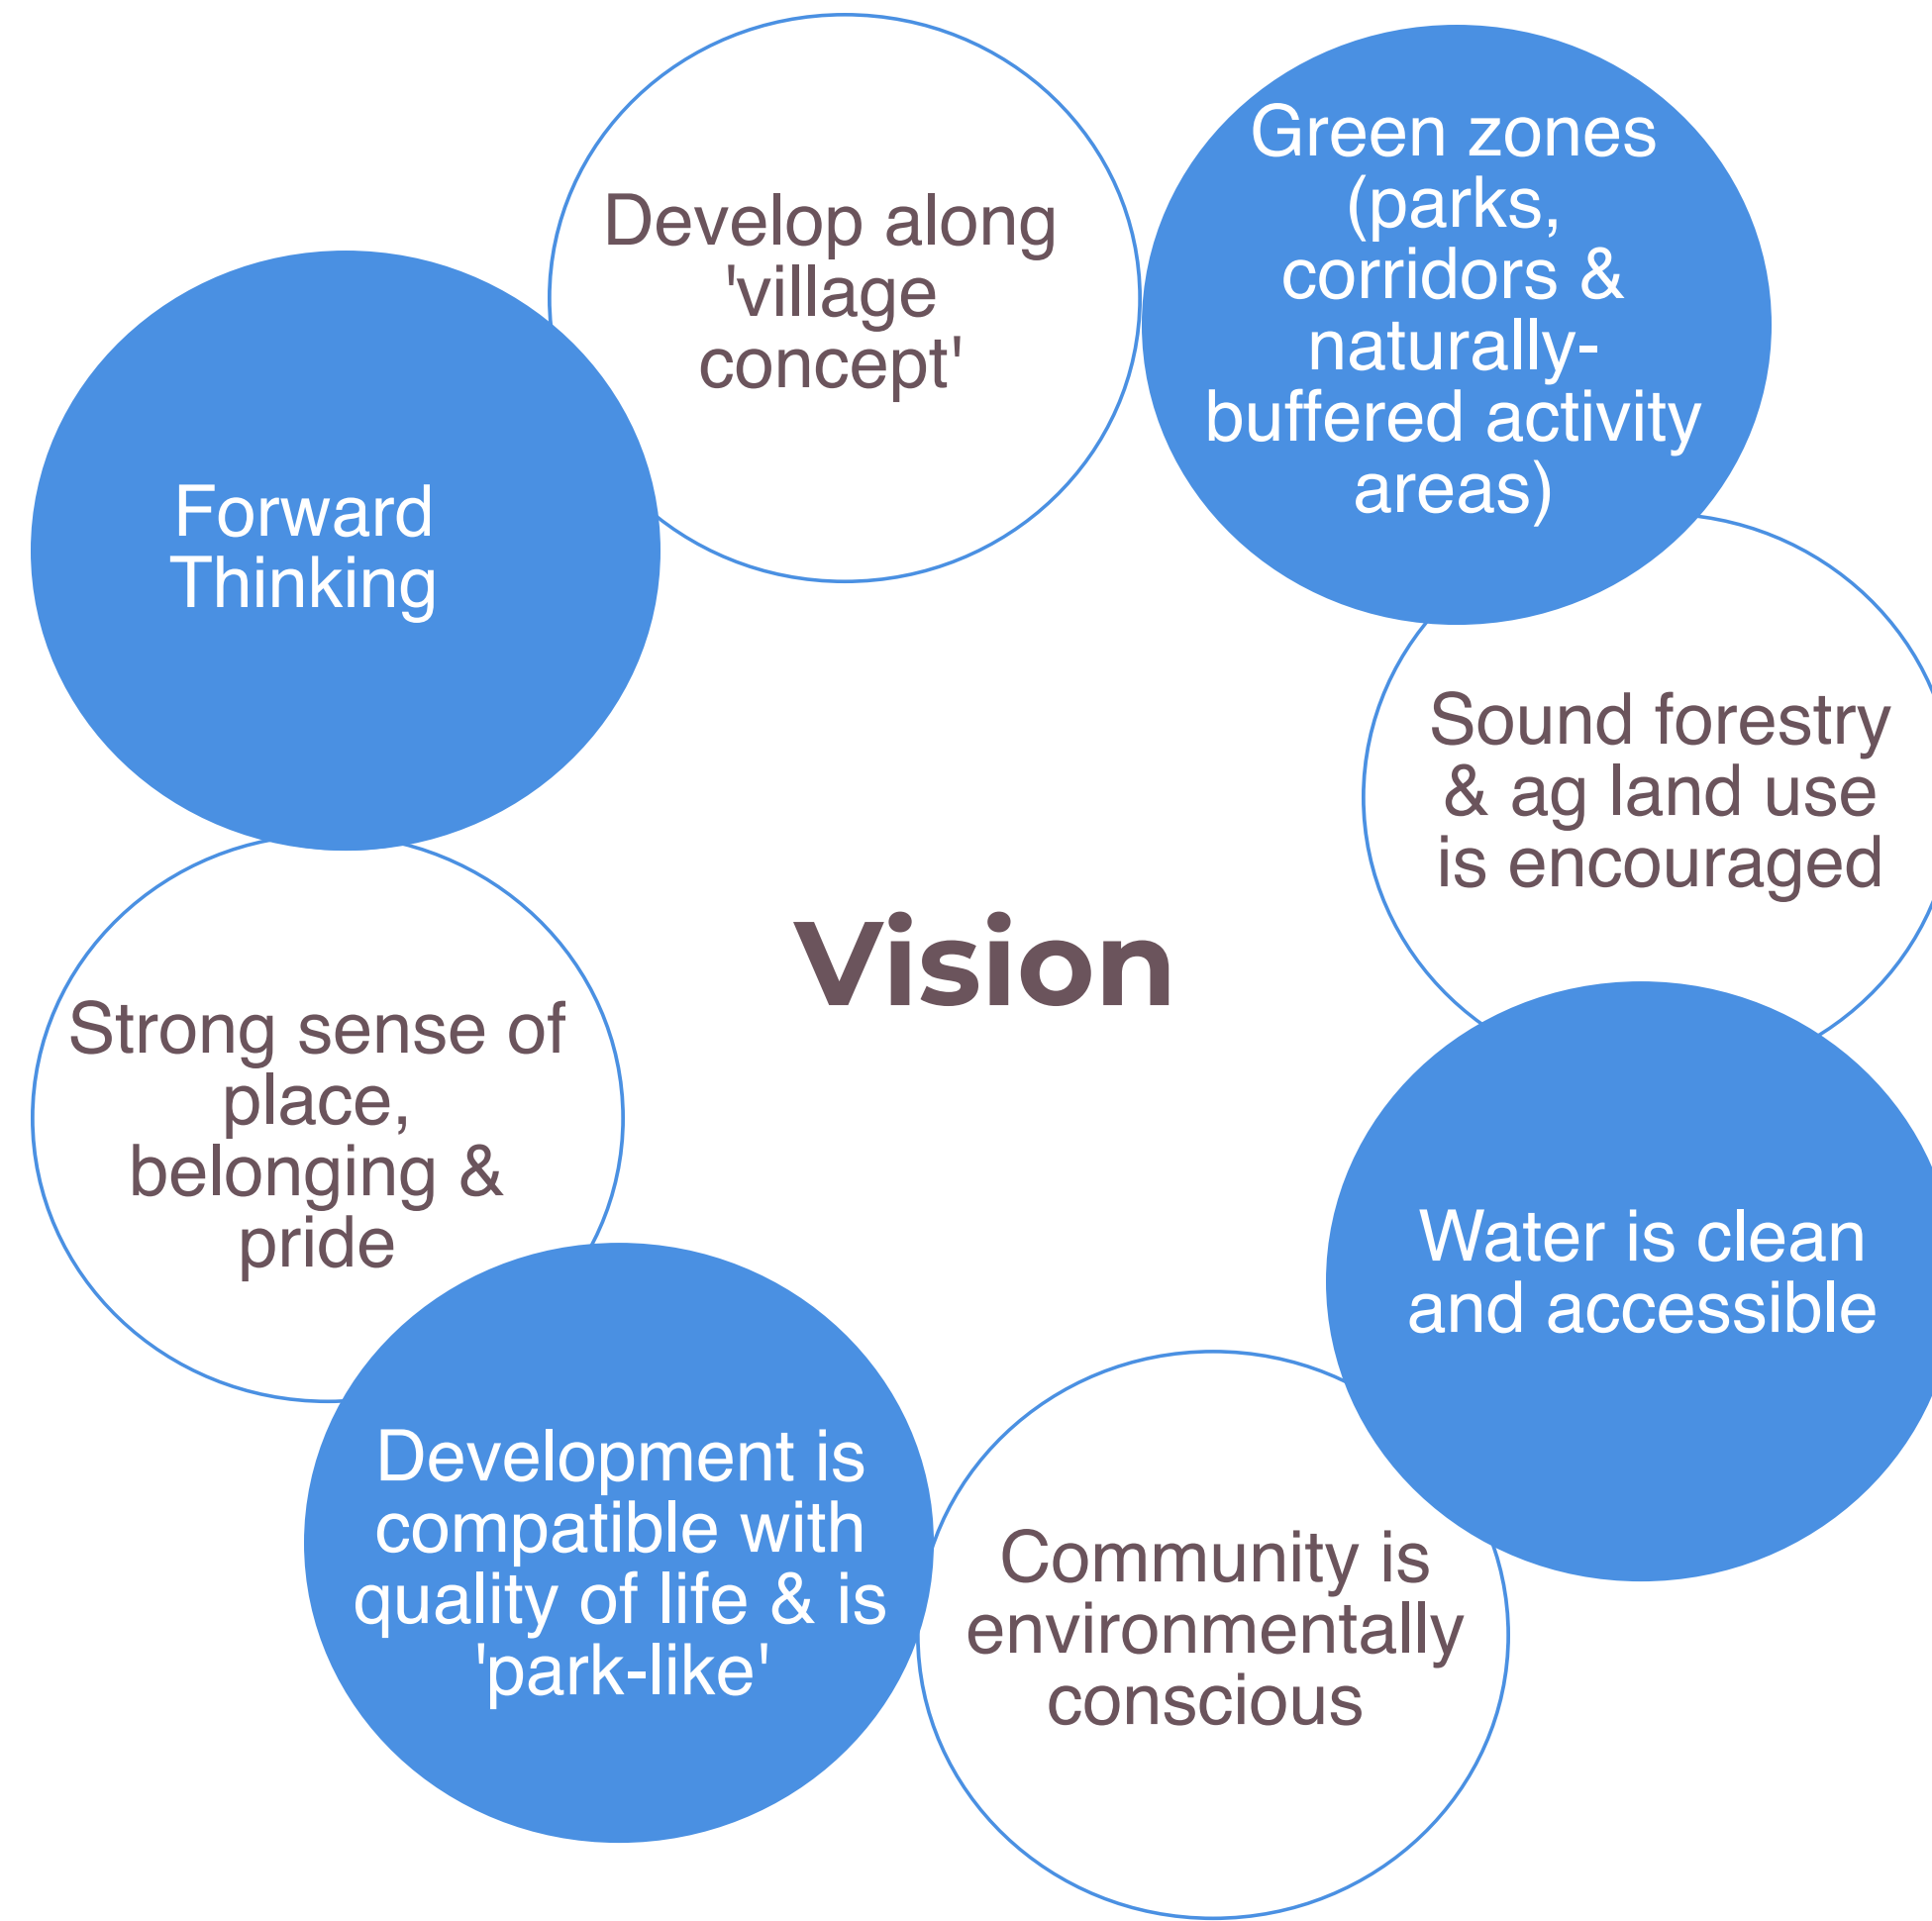 Develop along
'village
concept'
Green zones
(parks,
corridors &
naturally-
buffered activity
areas)
Forward
Thinking
Sound forestry
& ag land use
is encouraged
Vision
Strong sense of
place,
belonging &
pride
Water is clean
and accessible
Development is
compatible with
quality of life & is
'park-like'
Community is
environmentally
conscious